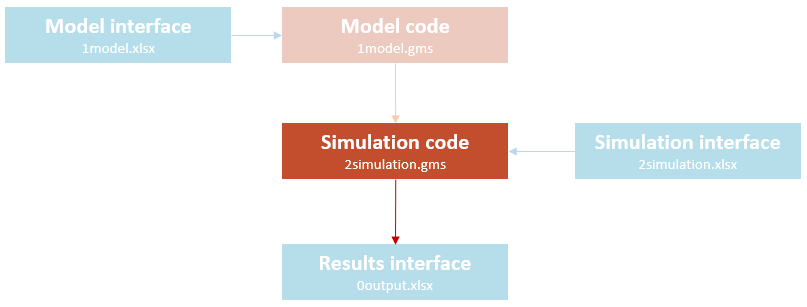 Model interface
1model.xlsx
Model code
1model.gms
Simulation code
2simulation.gms
Simulation interface
2simulation.xlsx
Results interface
0output.xlsx